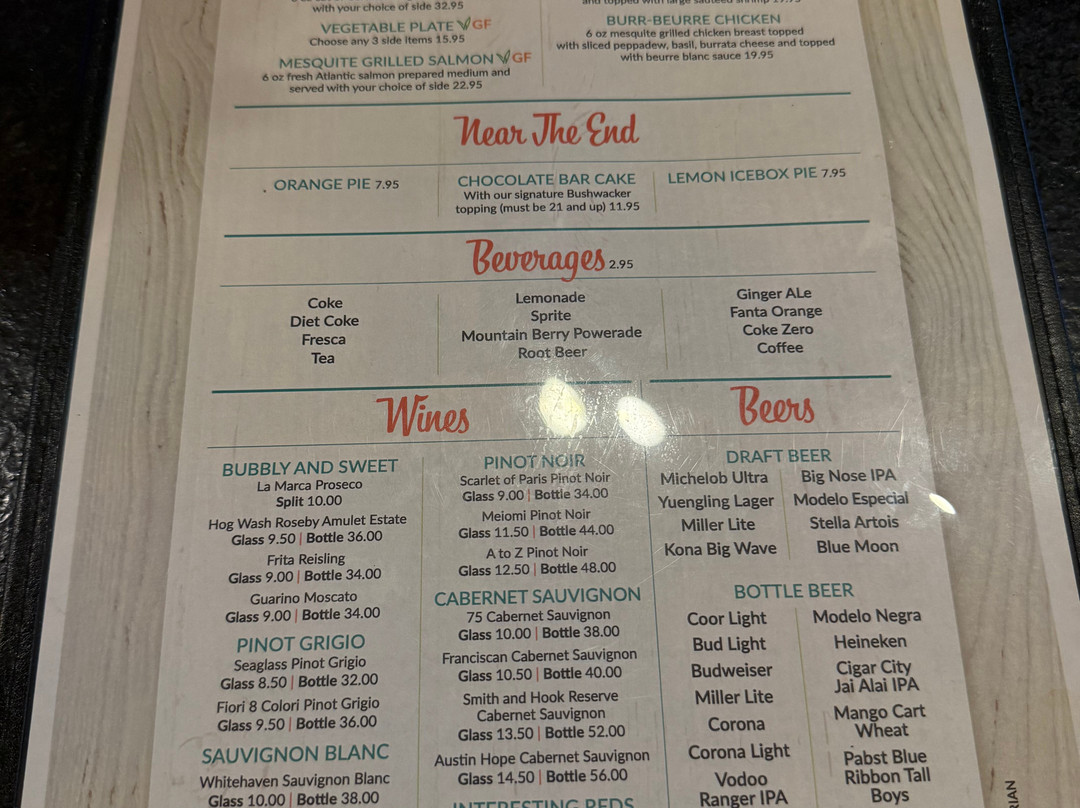 with your choice of side 32.95
VEGETABLE PLATE GF
Choose any 3 side items 15.95
MESQUITE GRILLED SALMON GF
6 oz fresh Atlantic salmon prepared medium and
served with your choice of side 22.95
and topped with large sauteed shrimp
BURR-BEURRE CHICKEN
6 oz mesquite grilled chicken breast topped
with sliced peppadew, basil, burrata cheese and topped
with beurre blanc sauce 19.95
Near The End
ORANGE PIE 7.95
CHOCOLATE BAR CAKE
With our signature Bushwacker
topping (must be 21 and up) 11.95
LEMON ICEBOX PIE 7.95
Beverages 2.95
Coke
Diet Coke
Fresca
Tea
Lemonade
Sprite
Mountain Berry Powerade
Root Beer
Ginger ALe
Fanta Orange
Coke Zero
Coffee
Wines
BUBBLY AND SWEET
La Marca Proseco
Split 10.00
Hog Wash Roseby Amulet Estate
Glass 9.50 | Bottle 36.00
Frita Reisling
Glass 9.00 | Bottle 34.00
Guarino Moscato
Glass 9.00 | Bottle 34.00
PINOT GRIGIO
Seaglass Pinot Grigio
Glass 8.50 | Bottle 32.00
Fiori 8 Colori Pinot Grigio
Glass 9.50 | Bottle 36.00
SAUVIGNON BLANC
Whitehaven Sauvignon Blanc
Glass 10.00 | Bottle 38.00
PINOT NOIR
Scarlet of Paris Pinot Noir
Glass 9.00 | Bottle 34.00
Meiomi Pinot Noir
Glass 11.50 | Bottle 44.00
A to Z Pinot Noir
Glass 12.50 | Bottle 48.00
CABERNET SAUVIGNON
75 Cabernet Sauvignon
Glass 10.00 | Bottle 38.00
Franciscan Cabernet Sauvignon
Glass 10.50 | Bottle 40.00
Smith and Hook Reserve
Cabernet Sauvignon
Glass 13.50 | Bottle 52.00
Austin Hope Cabernet Sauvignon
Glass 14.50 | Bottle 56.00
INTERESTING REDS
Beers
DRAFT BEER
Michelob Ultra
Yuengling Lager
Miller Lite
Kona Big Wave
Big Nose IPA
Modelo Especial
Stella Artois
Blue Moon
BOTTLE BEER
Coor Light
Bud Light
Budweiser
Miller Lite
Corona
Corona Light
Vodoo
Ranger IPA
Modelo Negra
Heineken
Cigar City
Jai Alai IPA
Mango Cart
Wheat
Pabst Blue
Ribbon Tall
Boys